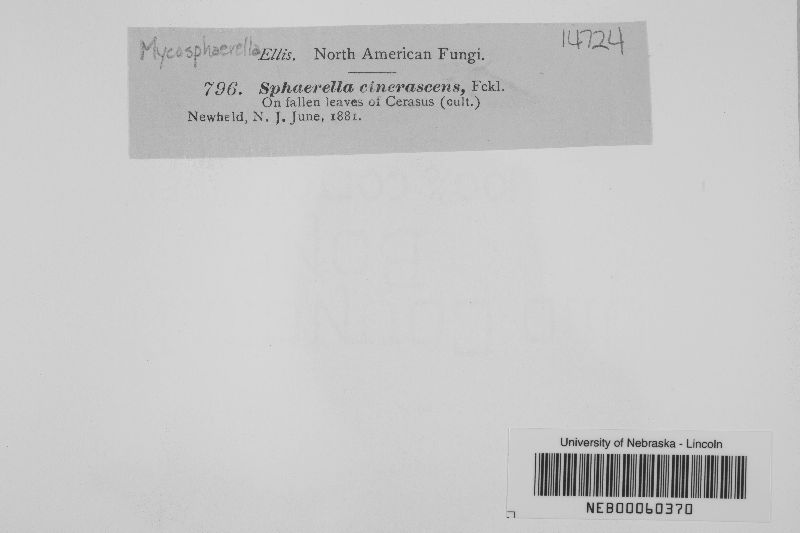 Mycosphaerella Ellis. North American Fungi. 14724
796. Sphaerella cinerascens, Fckl.
On fallen leaves of Cerasus (cult.)
Newfield, N. J. June, 1881.
University of Nebraska - Lincoln
NEB00060370